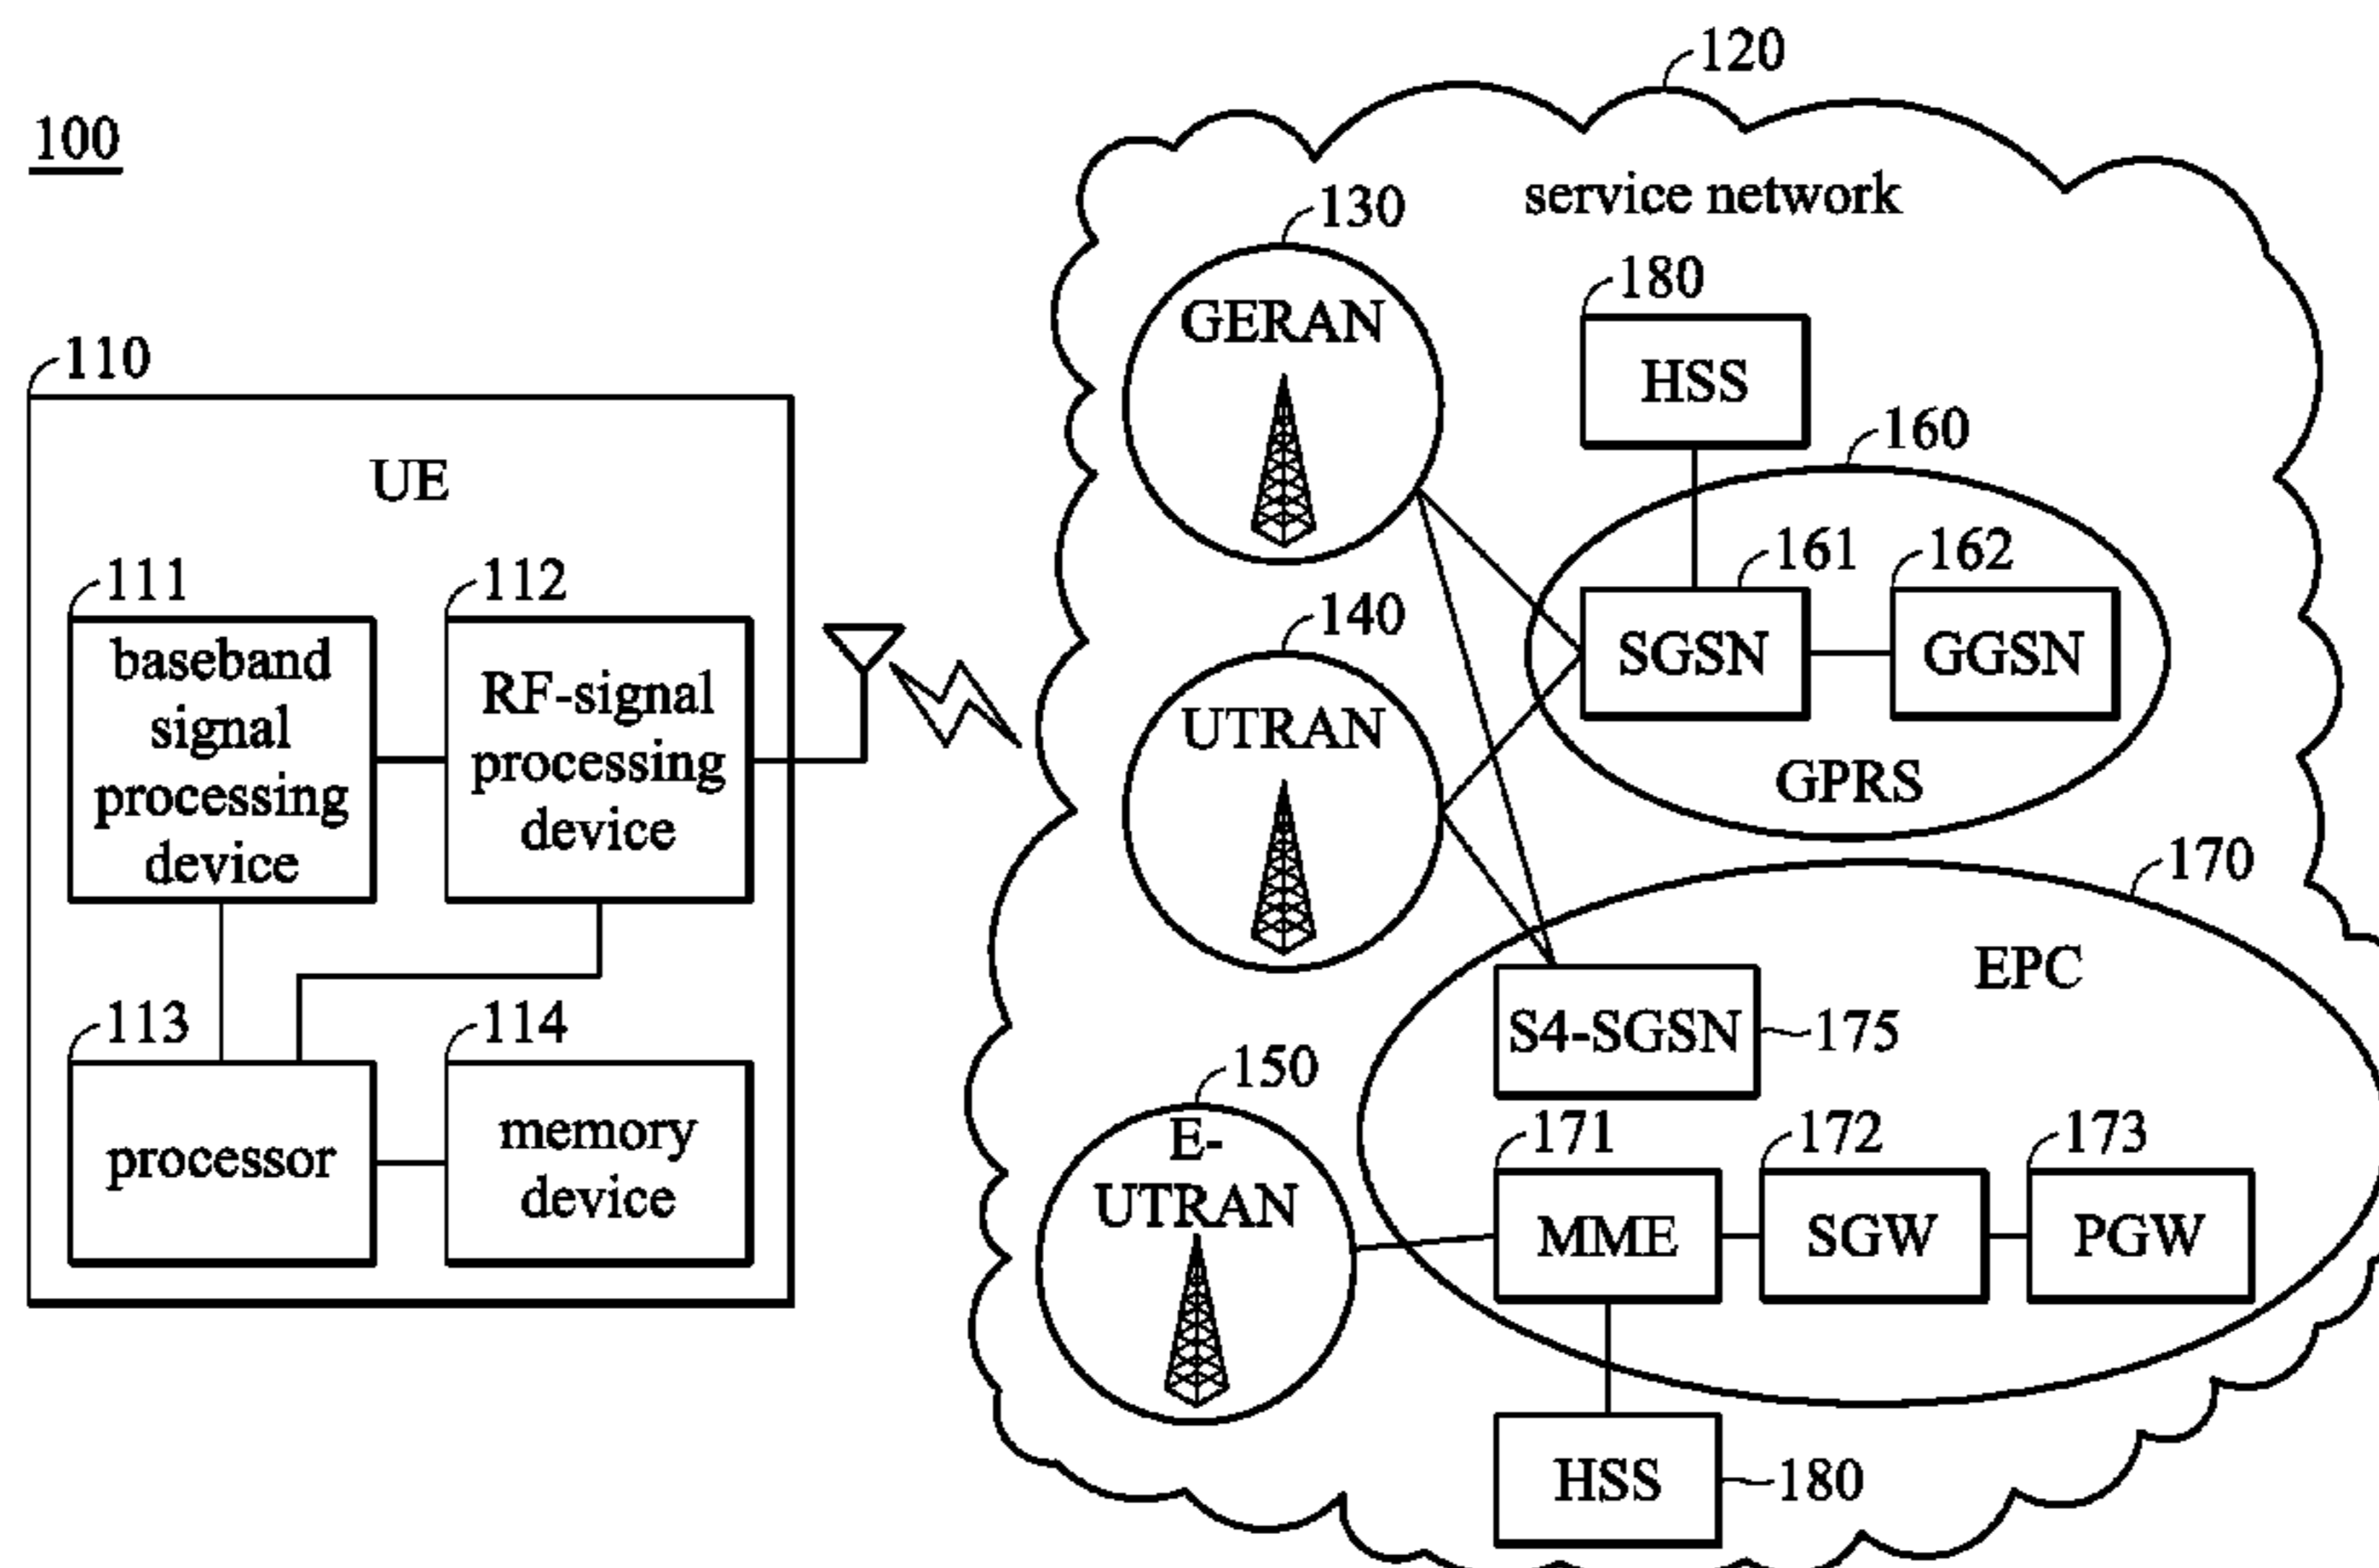 100
110
UE
111
baseband
signal
processing
device
112
RF-signal
processing
device
113
processor
114
memory
device
120
service network
130
GERAN
180
HSS
160
161
SGSN
162
GGSN
GPRS
140
UTRAN
170
EPC
S4-SGSN
175
150
E-
UTRAN
171
MME
172
SGW
173
PGW
HSS
180